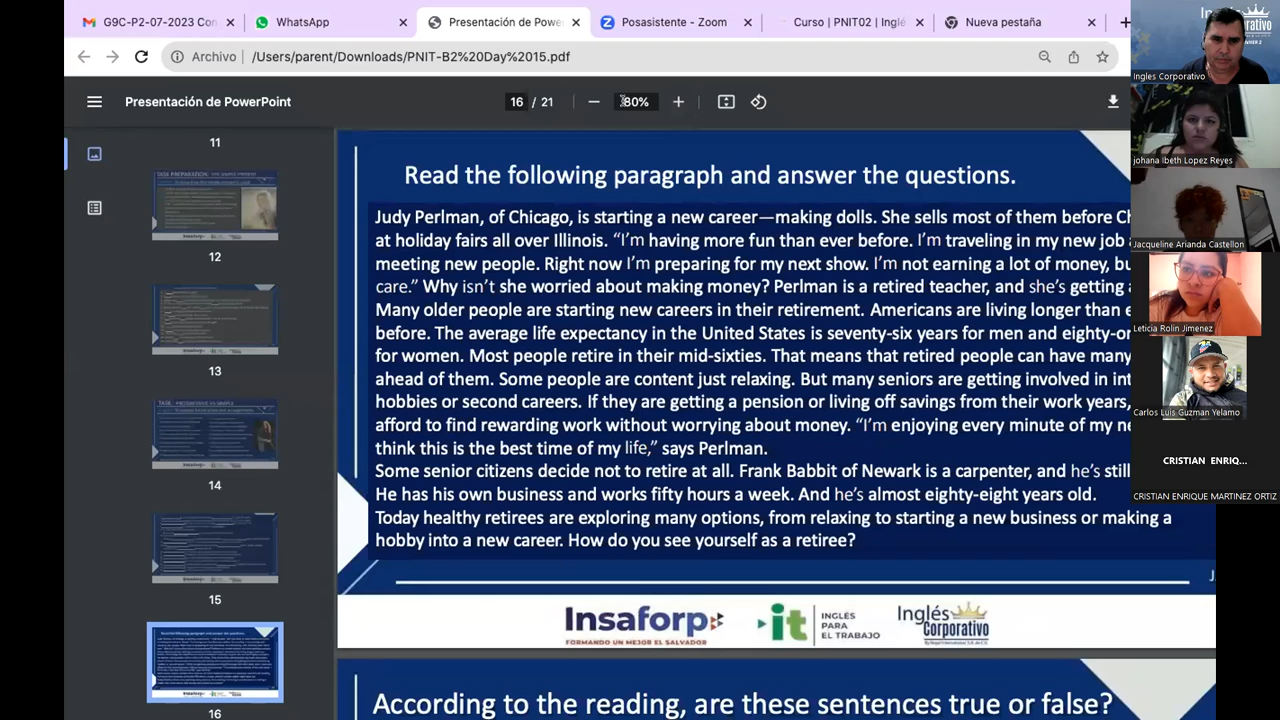 G9C-P2-07-2023 Con
WhatsApp
Presentación de Powe
Posasistente - Zoom
Curso | PNIT02 | Inglé
Nueva pestaña
Archivo /Users/parent/Downloads/PNIT-B2%20Day%2015.pdf
Presentación de PowerPoint
16 / 21
80%
Ingles Corporativo
johana lbeth Lopez Reyes
Jacqueline Arianda Castellon
Leticia Rolin Jimenez
Carlos Luis Guzman Yelamo
CRISTIAN ENRIQ...
CRISTIAN ENRIQUE MARTINEZ ORTIZ
11
12
13
14
15
16
Read the following paragraph and answer the questions.
Judy Perlman, of Chicago, is starting a new career—making dolls. She sells most of them before Ch
at holiday fairs all over Illinois. “I’m having more fun than ever before. I’m traveling in my new job
meeting new people. Right now I’m preparing for my next show. I’m not earning a lot of money, bu
care.” Why isn’t she worried about making money? Perlman is a retired teacher, and she’s getting
Many older people are starting new careers in their retirement. Americans are living longer than e
before. The average life expectancy in the United States is seventy-six years for men and eighty-on
for women. Most people retire in their mid-sixties. That means that retired people can have many
ahead of them. Some people are content just relaxing. But many seniors are getting involved in int
hobbies or second careers. If they are getting a pension or living on savings from their work years,
afford to do rewarding work without worrying about money. “I’m enjoying every minute of my ne
think this is the best time of my life,” says Perlman.
Some senior citizens decide not to retire at all. Frank Babbit of Newark is a carpenter, and he’s still
He has his own business and works fifty hours a week. And he’s almost eighty-eight years old.
Today healthy retirees are exploring many options, from relaxing to starting a new business or making a
hobby into a new career. How do you see yourself as a retiree?
Insaforp
FORMANDO UN MEJOR EL SALVADOR
INGLÉS
PARA
EL TRABAJO
Inglés
Corporativo
According to the reading, are these sentences true or false?